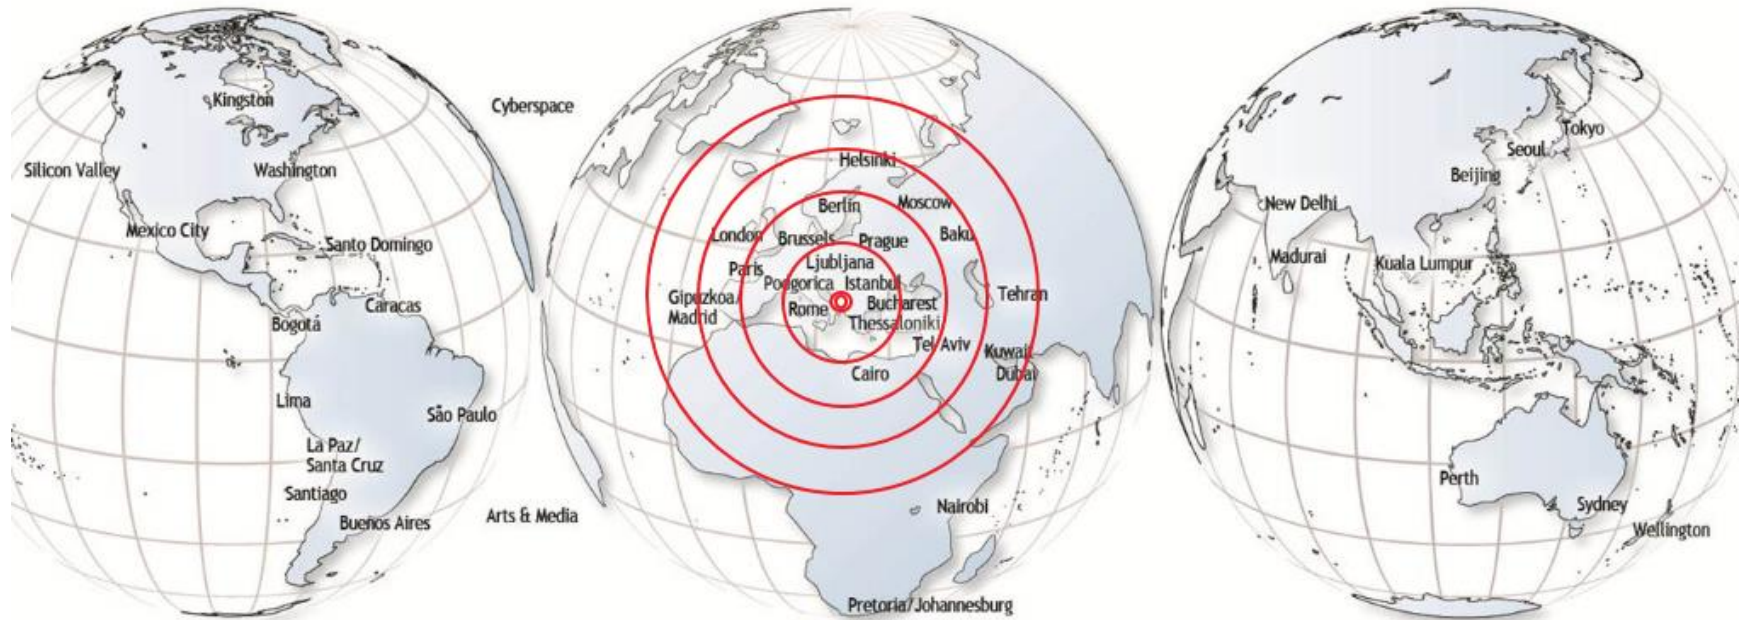 Kingston
Silicon Valley
Washington
Mexico City
Santo Domingo
Caracas
Bogotá
Lima
São Paulo
La Paz/
Santa Cruz
Santiago
Buenos Aires
Cyberspace
Arts & Media
Helsinki
Berlin
Moscow
London
Brussels
Prague
Baku
Paris
Ljubljana
Podgorica
Istanbul
Gipuzkoa/
Madrid
Rome
Bucharest
Tehran
Thessaloniki
Tel Aviv
Kuwait
Cairo
Dubai
Nairobi
Pretoria/Johannesburg
Tokyo
Seoul
Beijing
New Delhi
Madurai
Kuala Lumpur
Perth
Sydney
Wellington